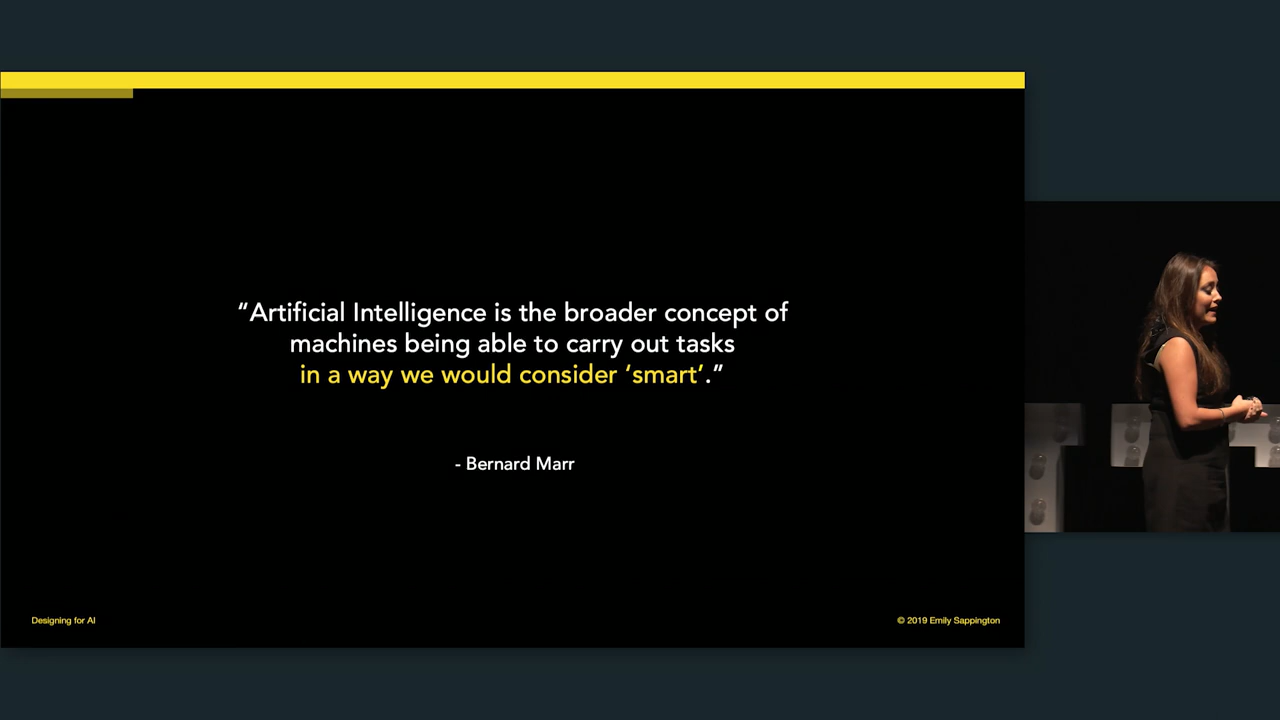 “Artificial Intelligence is the broader concept of
machines being able to carry out tasks
in a way we would consider ‘smart’.”
- Bernard Marr
Designing for AI
© 2019 Emily Sappington